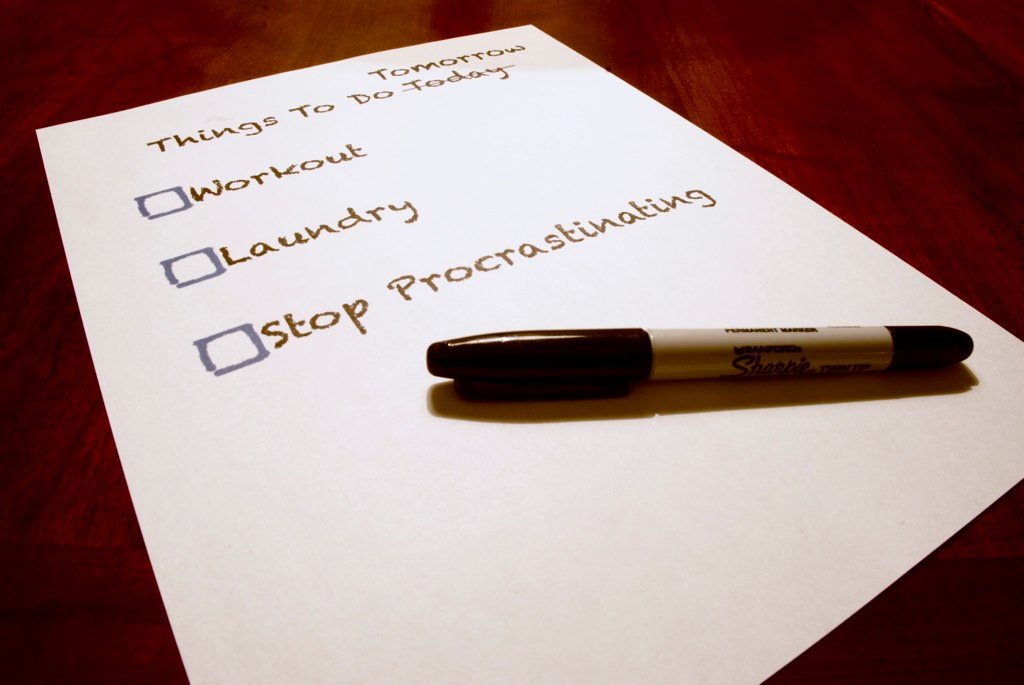 Tomorrow
Things To Do Today
Workout
Laundry
Stop Procrastinating
PERMANENT MARKER
SANFORD®
Sharpie TWIN TIP